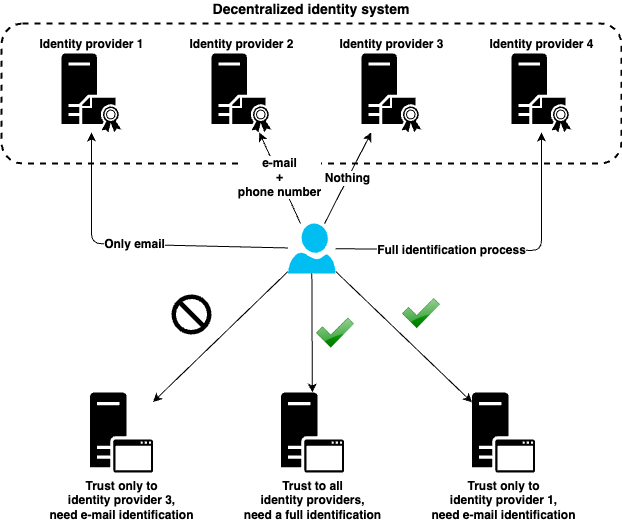 Decentralized identity system
Identity provider 1
Identity provider 2
Identity provider 3
Identity provider 4
e-mail
+
phone number
Nothing
Only email
Full identification process
Trust only to
identity provider 3,
need e-mail identification
Trust to all
identity providers,
need a full identification
Trust only to
identity provider 1,
need e-mail identification